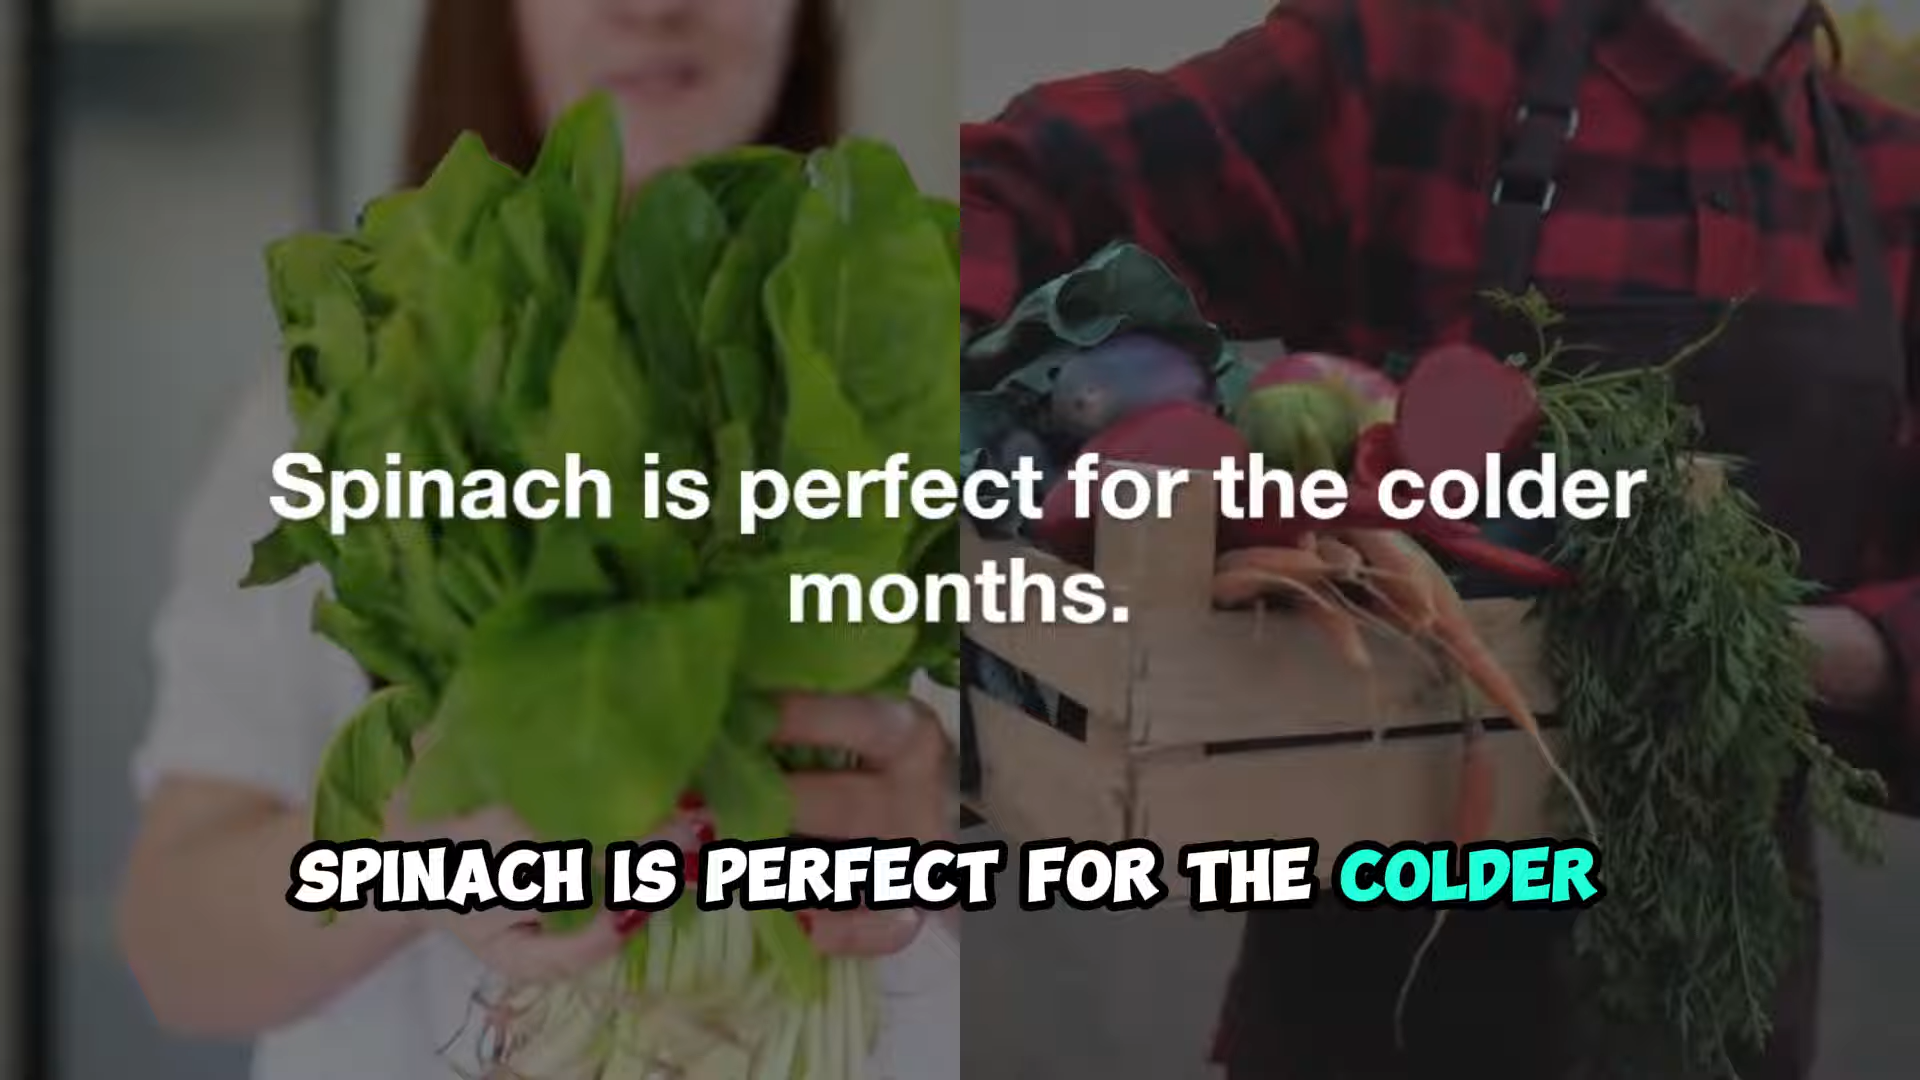 Spinach is perfect for the colder
months.
SPINACH IS PERFECT FOR THE COLDER